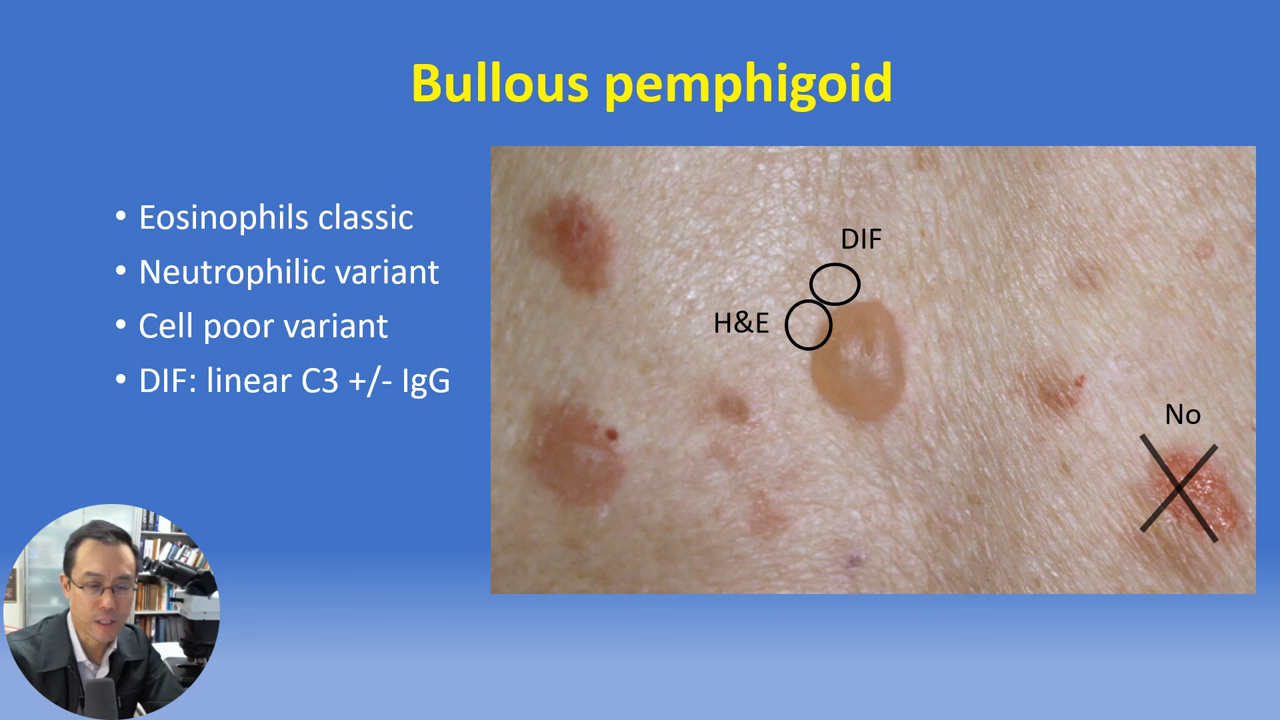 Bullous pemphigoid
• Eosinophils classic
• Neutrophilic variant
• Cell poor variant
• DIF: linear C3 +/- IgG
DIF
H&E
No